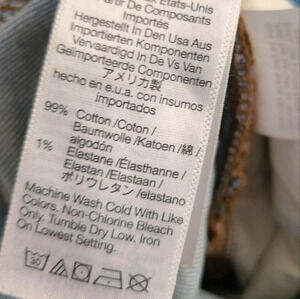 États-Unis
Partir De Composants
Importés
Hergestellt In Den Usa Aus
Importierten Komponenten
Vervaardigd In De Vs Van
Geimporteerde Componenten
アメリカ製
hecho en e.u.a. con insumos
importados
99% Cotton /Coton /
Baumwolle /Katoen /綿 /
algodón
1% Elastane /Élasthanne /
Elastan /Elastaan /
ポリウレタン /elastano
Machine Wash Cold With Like
Colors. Non-Chlorine Bleach
Only. Tumble Dry Low. Iron
On Lowest Setting.